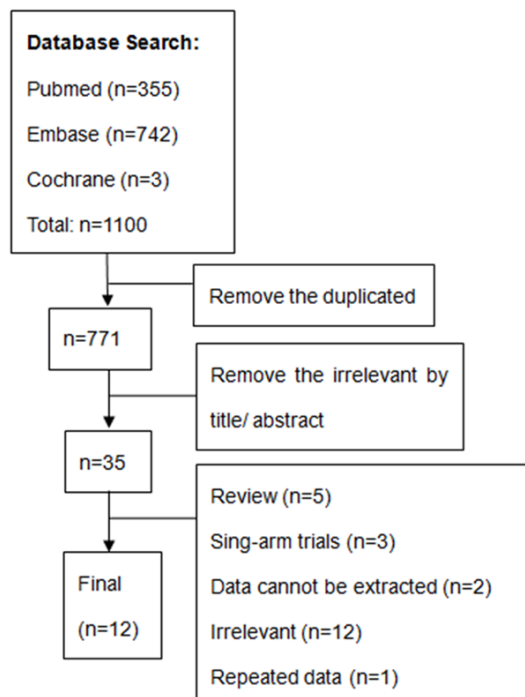 Database Search:
Pubmed (n=355)
Embase (n=742)
Cochrane (n=3)
Total: n=1100
Remove the duplicated
n=771
Remove the irrelevant by
title/ abstract
n=35
Review (n=5)
Sing-arm trials (n=3)
Data cannot be extracted (n=2)
Irrelevant (n=12)
Repeated data (n=1)
Final
(n=12)